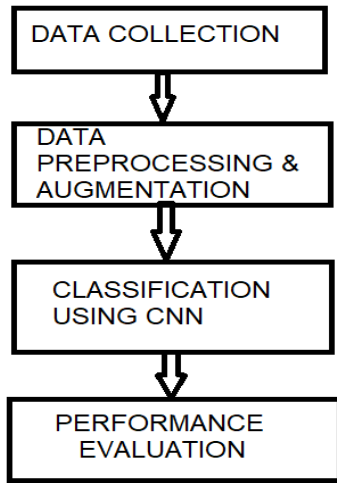 DATA COLLECTION
DATA
PREPROCESSING &
AUGMENTATION
CLASSIFICATION
USING CNN
PERFORMANCE
EVALUATION